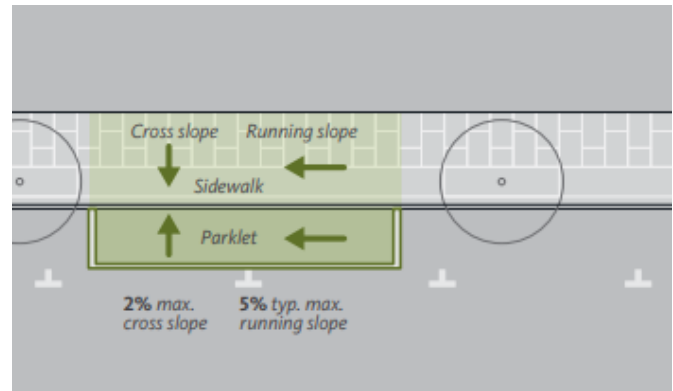 Cross slope
Running slope
Sidewalk
Parklet
2% max.
cross slope
5% typ. max.
running slope